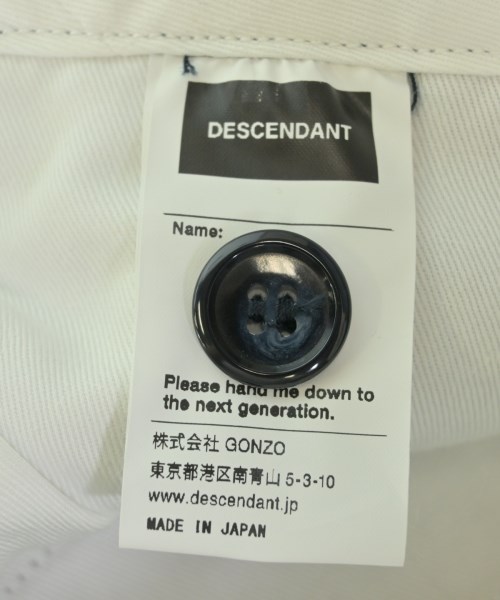 DESCENDANT
Name:
Please hand me down to
the next generation.
株式会社 GONZO
東京都港区南青山 5-3-10
www.descendant.jp
MADE IN JAPAN